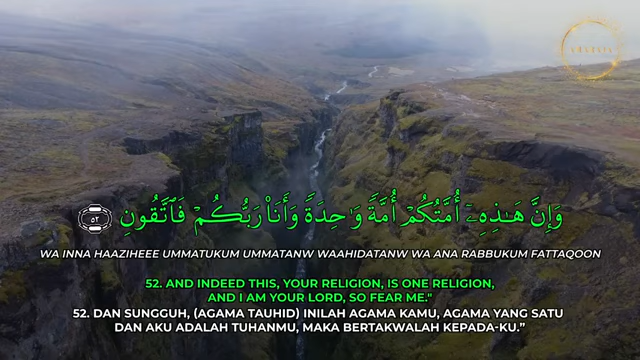 وَإِنَّ هَـٰذِهِۦٓ أُمَّتُكُمْ أُمَّةً وَٰحِدَةً وَأَنَا۠ رَبُّكُمْ فَٱتَّقُونِ ٥٢
WA INNA HAAZIHEEE UMMATUKUM UMMATANW WAAHIDATANW WA ANA RABBUKUM FATTAQOON
52. AND INDEED THIS, YOUR RELIGION, IS ONE RELIGION,
AND I AM YOUR LORD, SO FEAR ME."
52. DAN SUNGGUH, (AGAMA TAUHID) INILAH AGAMA KAMU, AGAMA YANG SATU
DAN AKU ADALAH TUHANMU, MAKA BERTAKWALAH KEPADA-KU.”